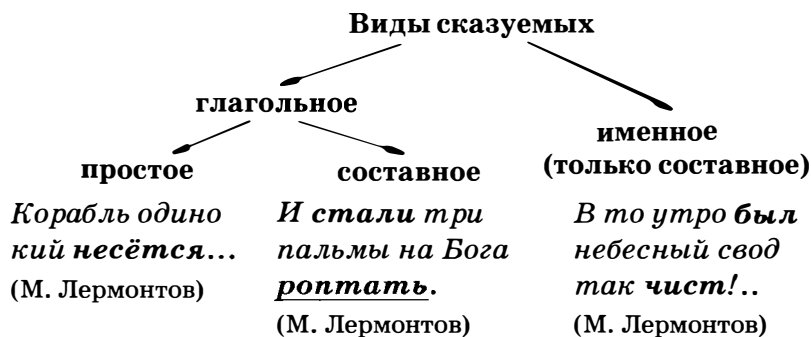 Виды сказуемых
глагольное
именное
(только составное)
простое
составное
Корабль одино
кий несётся...
(М. Лермонтов)
И стали три
пальмы на Бога
роптать.
(М. Лермонтов)
В то утро был
небесный свод
так чист!..
(М. Лермонтов)